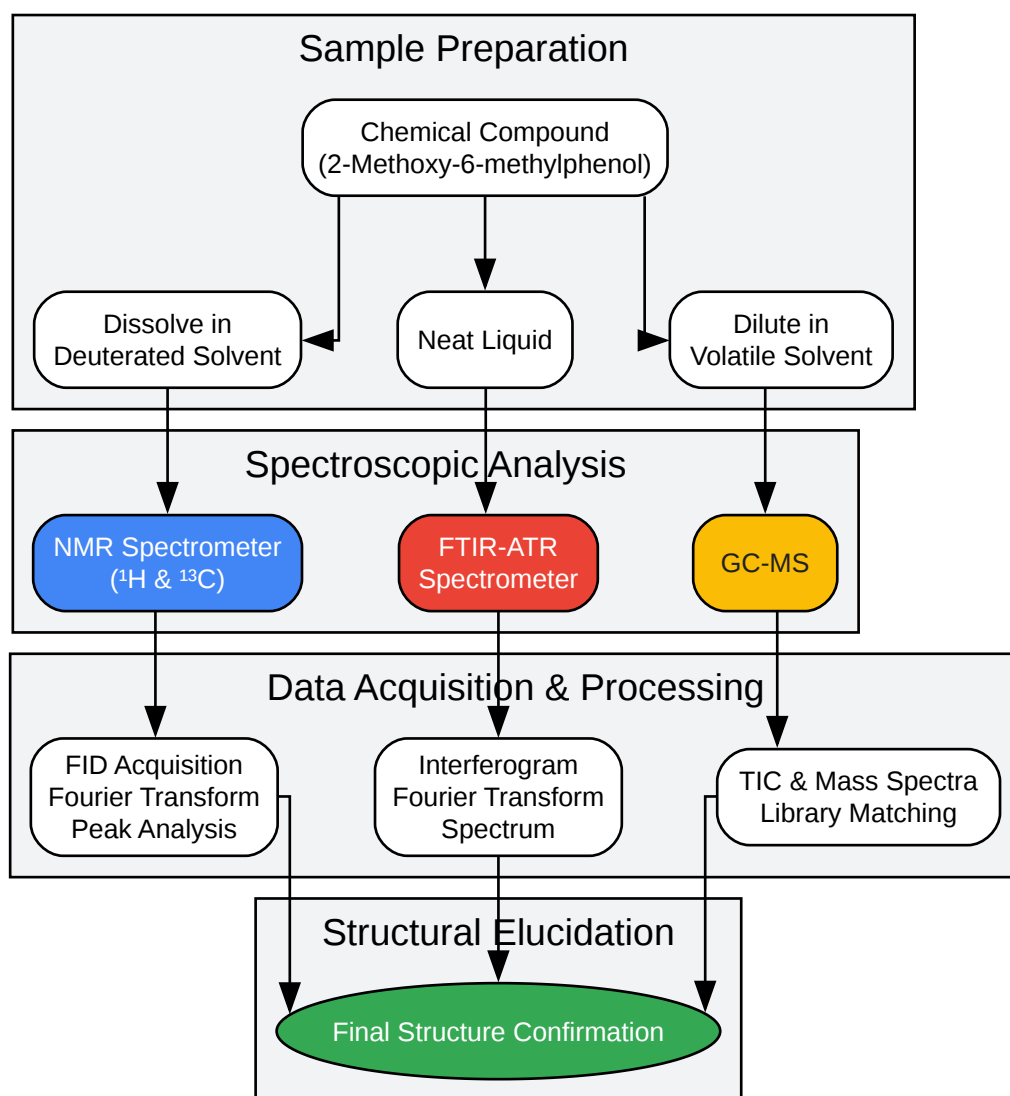 Sample Preparation
Chemical Compound
(2-Methoxy-6-methylphenol)
Dissolve in
Deuterated Solvent
Neat Liquid
Dilute in
Volatile Solvent
Spectroscopic Analysis
NMR Spectrometer
(¹H & ¹³C)
FTIR-ATR
Spectrometer
GC-MS
Data Acquisition & Processing
FID Acquisition
Fourier Transform
Peak Analysis
Interferogram
Fourier Transform
Spectrum
TIC & Mass Spectra
Library Matching
Structural Elucidation
Final Structure Confirmation